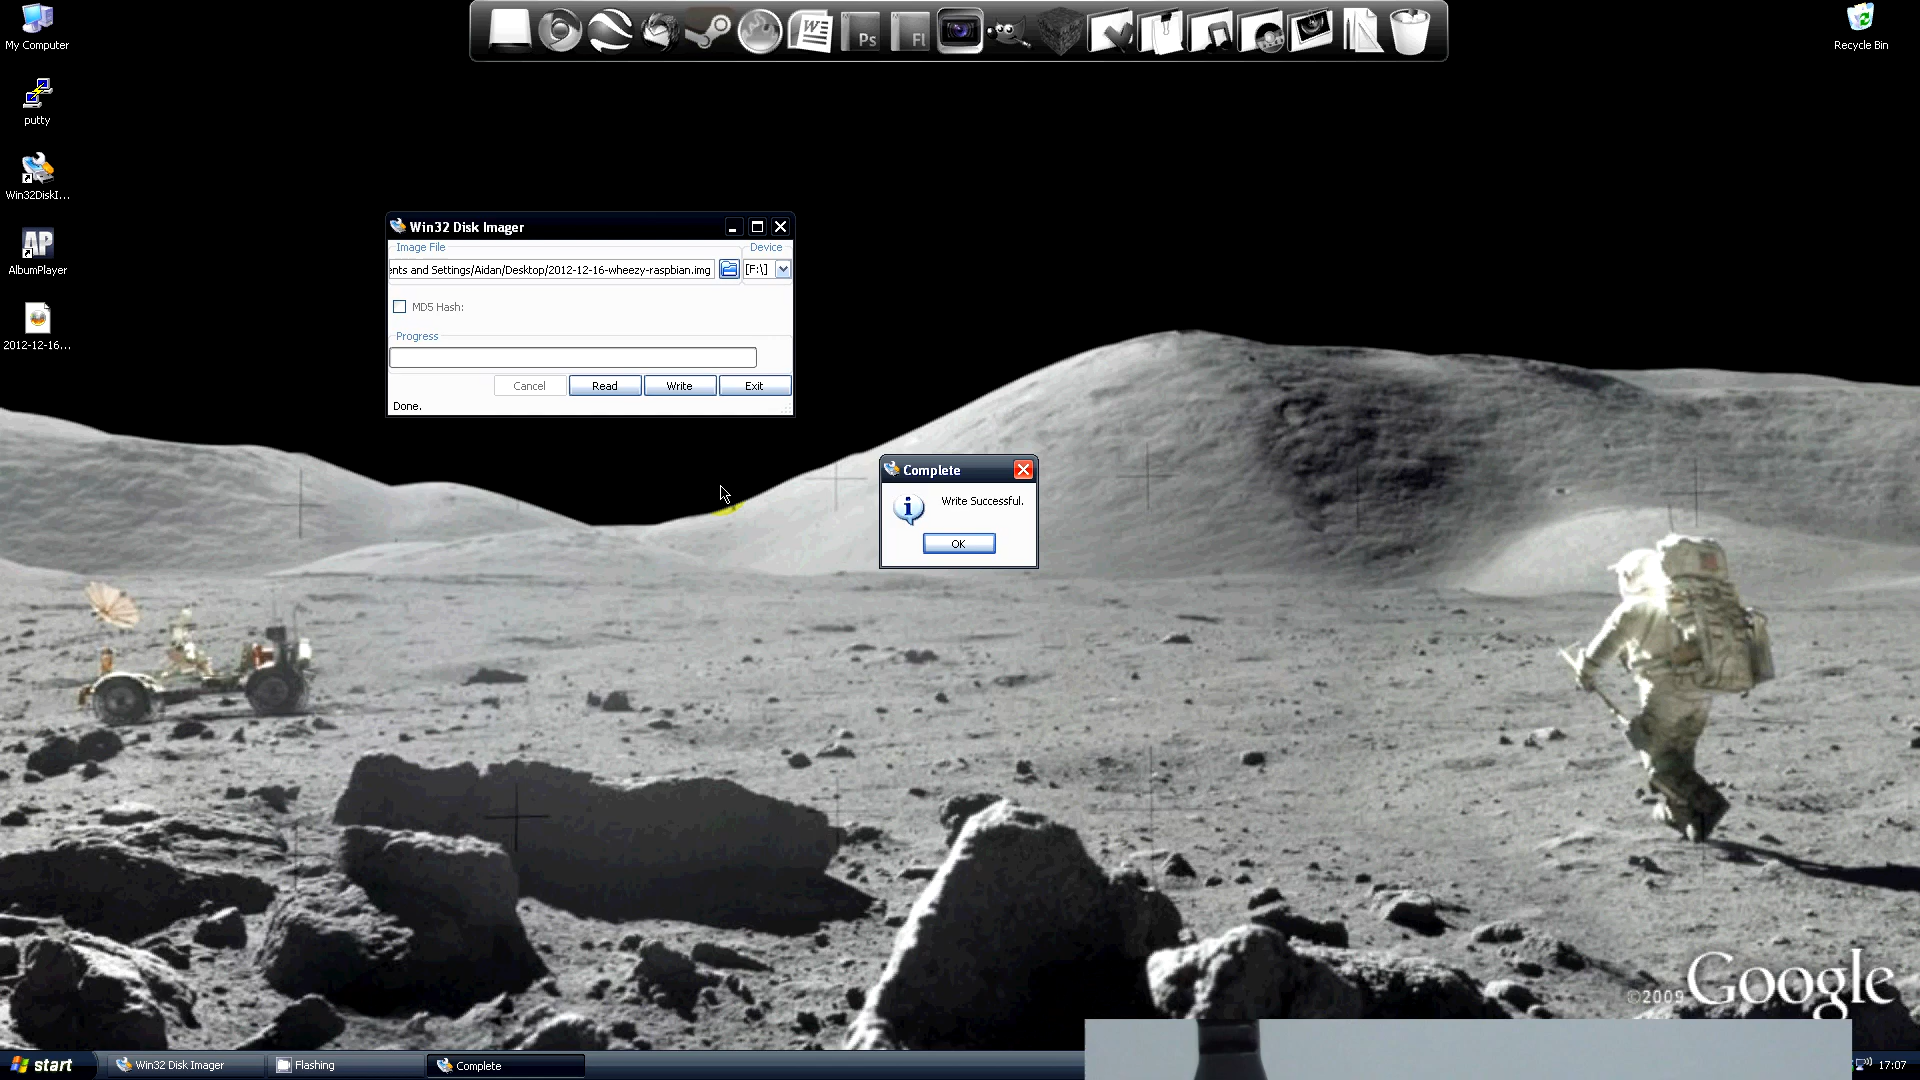 My Computer
putty
Win32DiskI...
AlbumPlayer
2012-12-16...
Ps
Fl
Recycle Bin
Win32 Disk Imager
Image File
Device
ents and Settings/Aidan/Desktop/2012-12-16-wheezy-raspbian.img
[F:\]
MD5 Hash:
Progress
Cancel
Read
Write
Exit
Done.
Complete
Write Successful.
OK
©2009 Google
start
Win32 Disk Imager
Flashing
Complete
17:07